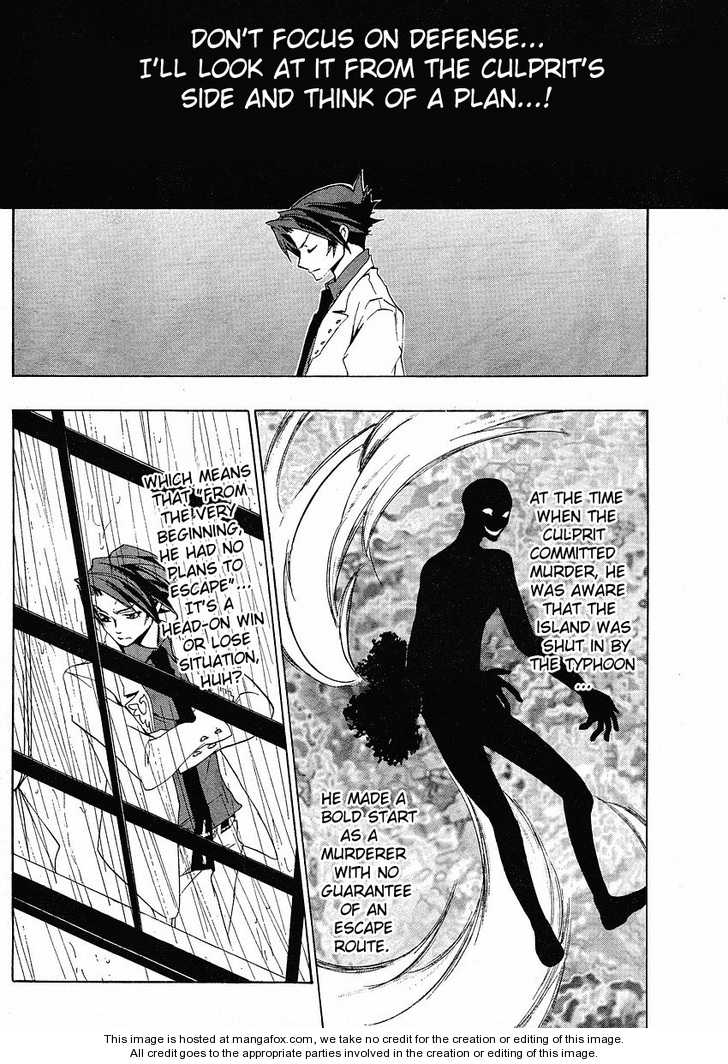 DON'T FOCUS ON DEFENSE...
I'LL LOOK AT IT FROM THE CULPRIT'S
SIDE AND THINK OF A PLAN...!
AT THE TIME
WHEN THE
CULPRIT
COMMITTED
MURDER, HE
WAS AWARE
THAT THE
ISLAND WAS
SHUT IN BY
THE TYPHOON
...
HE MADE A
BOLD START
AS A
MURDERER
WITH NO
GUARANTEE
OF AN
ESCAPE
ROUTE.
WHICH MEANS
THAT "FROM
THE VERY
BEGINNING,
HE HAD NO
PLANS TO
ESCAPE"...
IT'S A
HEAD-ON WIN
OR LOSE
SITUATION,
HUH?
This image is hosted at mangafox.com, we take no credit for the creation or editing of this image.
All credit goes to the appropriate parties involved in the creation and editing of this image.